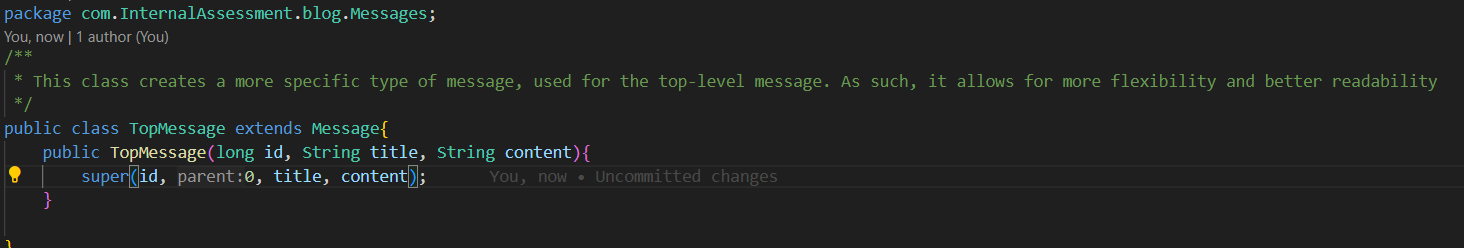 package com.InternalAssessment.blog.Messages;
You, now | 1 author (You)
/**
 * This class creates a more specific type of message, used for the top-level message. As such, it allows for more flexibility and better readability
 */
public class TopMessage extends Message{
    public TopMessage(long id, String title, String content){
        super(id, parent:0, title, content);      You, now • Uncommitted changes
    }
}